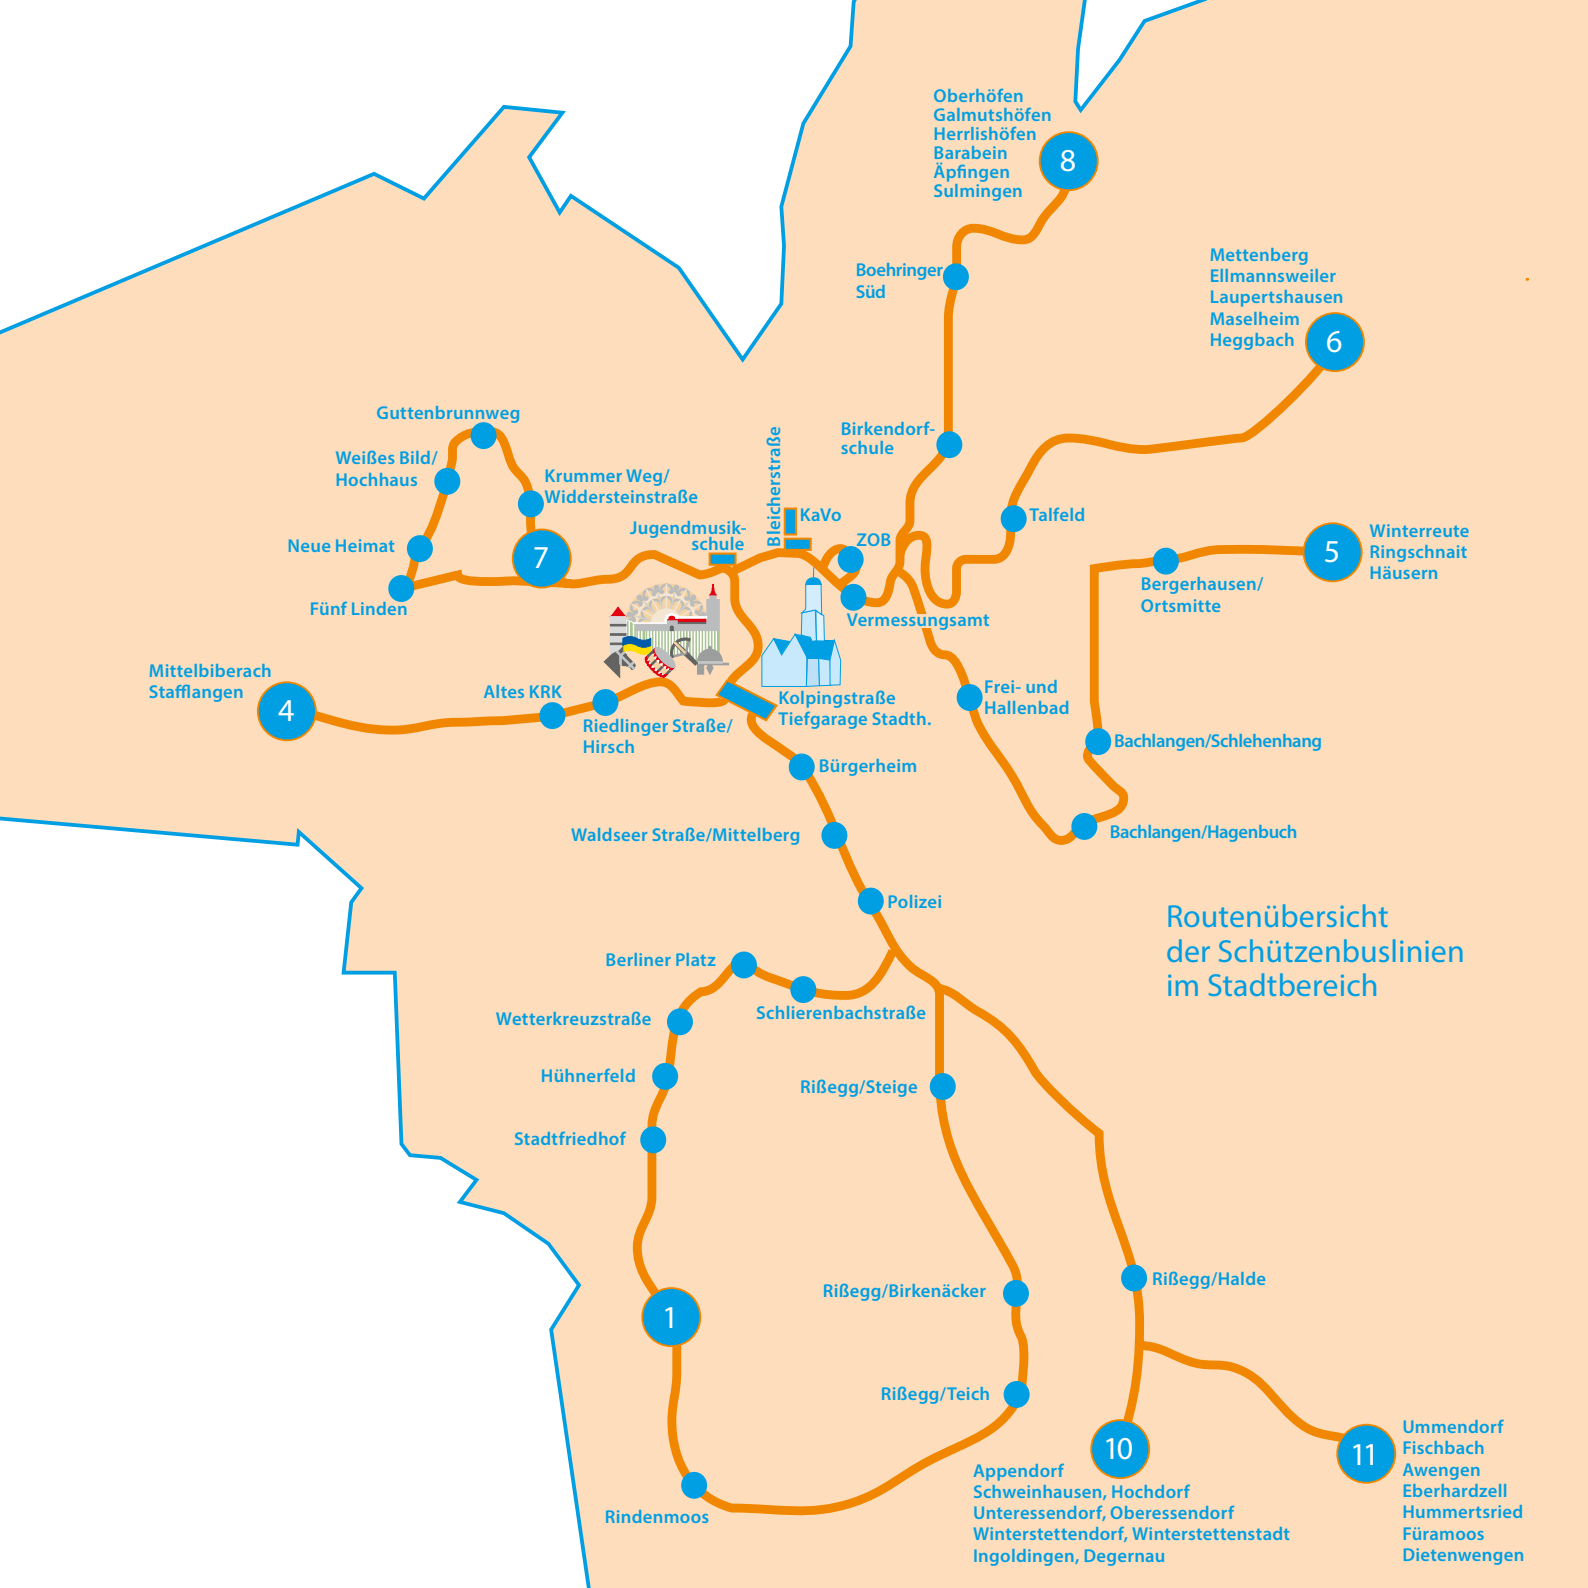 Oberhöfen
Galmutshöfen
Herrlishöfen
Barabein
Äpfingen
Sulmingen
8
Boehringer
Süd
Mettenberg
Ellmannsweiler
Laupertshausen
Maselheim
Heggbach
6
Guttenbrunnweg
Weißes Bild/
Hochhaus
Krummer Weg/
Widdersteinstraße
Neue Heimat
7
Fünf Linden
Jugendmusik-
schule
Bleicherstraße
KaVo
ZOB
Birkendorf-
schule
Talfeld
Vermessungsamt
Winterreute
Ringschnait
Häusern
5
Bergerhausen/
Ortsmitte
Mittelbiberach
Stafflangen
4
Altes KRK
Riedlinger Straße/
Hirsch
Kolpingstraße
Tiefgarage Stadth.
Frei- und
Hallenbad
Bachlangen/Schlehenhang
Bachlangen/Hagenbuch
Bürgerheim
Waldseer Straße/Mittelberg
Polizei
Routenübersicht
der Schützenbuslinien
im Stadtbereich
Berliner Platz
Schlierenbachstraße
Wetterkreuzstraße
Hühnerfeld
Stadtfriedhof
Rißegg/Steige
1
Rißegg/Birkenäcker
Rißegg/Halde
Rißegg/Teich
Rindenmoos
10
Appendorf
Schweinhausen, Hochdorf
Unteressendorf, Oberessendorf
Winterstettendorf, Winterstettenstadt
Ingoldingen, Degernau
11
Ummendorf
Fischbach
Awengen
Eberhardzell
Hummertsried
Füramoos
Dietenwengen